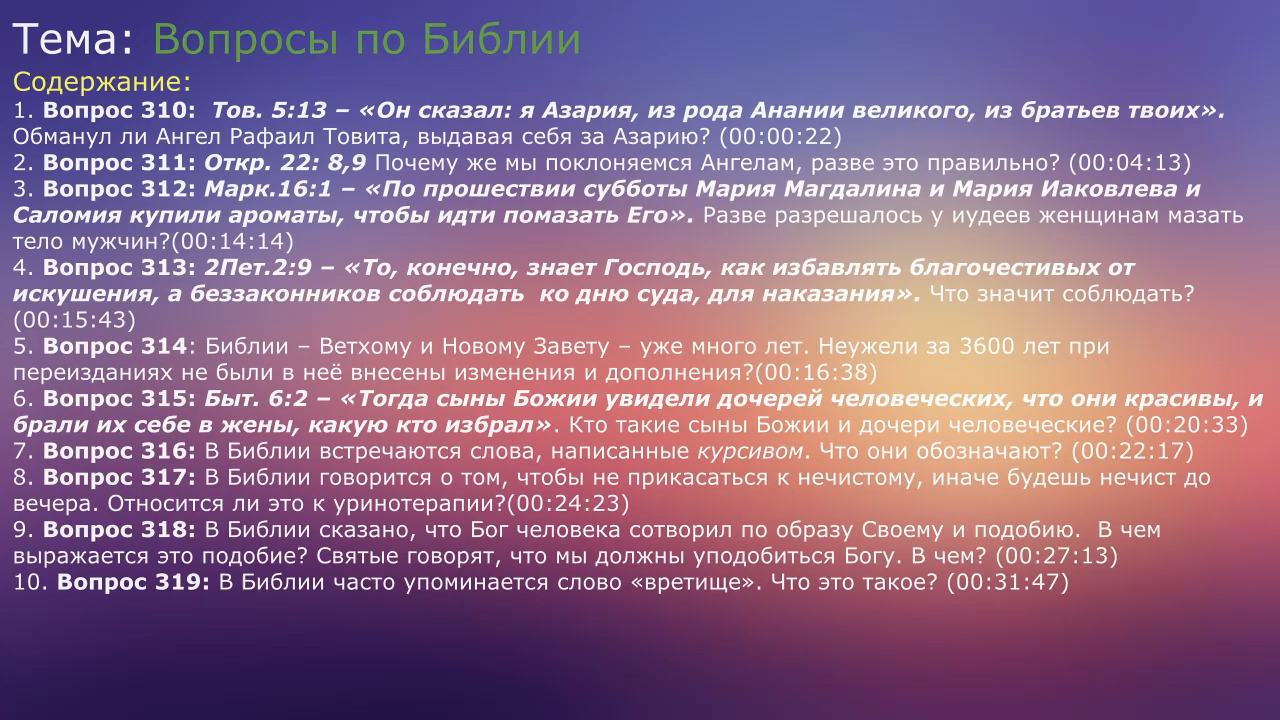 Тема: Вопросы по Библии
Содержание:
1. Вопрос 310:  Тов. 5:13 – «Он сказал: я Азария, из рода Анании великого, из братьев твоих».
Обманул ли Ангел Рафаил Товита, выдавая себя за Азарию? (00:00:22)
2. Вопрос 311: Откр. 22: 8,9 Почему же мы поклоняемся Ангелам, разве это правильно? (00:04:13)
3. Вопрос 312: Марк.16:1 – «По прошествии субботы Мария Магдалина и Мария Иаковлева и
Саломия купили ароматы, чтобы идти помазать Его». Разве разрешалось у иудеев женщинам мазать
тело мужчин?(00:14:14)
4. Вопрос 313: 2Пет.2:9 – «То, конечно, знает Господь, как избавлять благочестивых от
искушения, а беззаконников соблюдать  ко дню суда, для наказания». Что значит соблюдать?
(00:15:43)
5. Вопрос 314: Библии – Ветхому и Новому Завету – уже много лет. Неужели за 3600 лет при
переизданиях не были в неё внесены изменения и дополнения?(00:16:38)
6. Вопрос 315: Быт. 6:2 – «Тогда сыны Божии увидели дочерей человеческих, что они красивы, и
брали их себе в жены, какую кто избрал». Кто такие сыны Божии и дочери человеческие? (00:20:33)
7. Вопрос 316: В Библии встречаются слова, написанные курсивом. Что они обозначают? (00:22:17)
8. Вопрос 317: В Библии говорится о том, чтобы не прикасаться к нечистому, иначе будешь нечист до
вечера. Относится ли это к уринотерапии?(00:24:23)
9. Вопрос 318: В Библии сказано, что Бог человека сотворил по образу Своему и подобию.  В чем
выражается это подобие? Святые говорят, что мы должны уподобиться Богу. В чем? (00:27:13)
10. Вопрос 319: В Библии часто упоминается слово «вретище». Что это такое? (00:31:47)